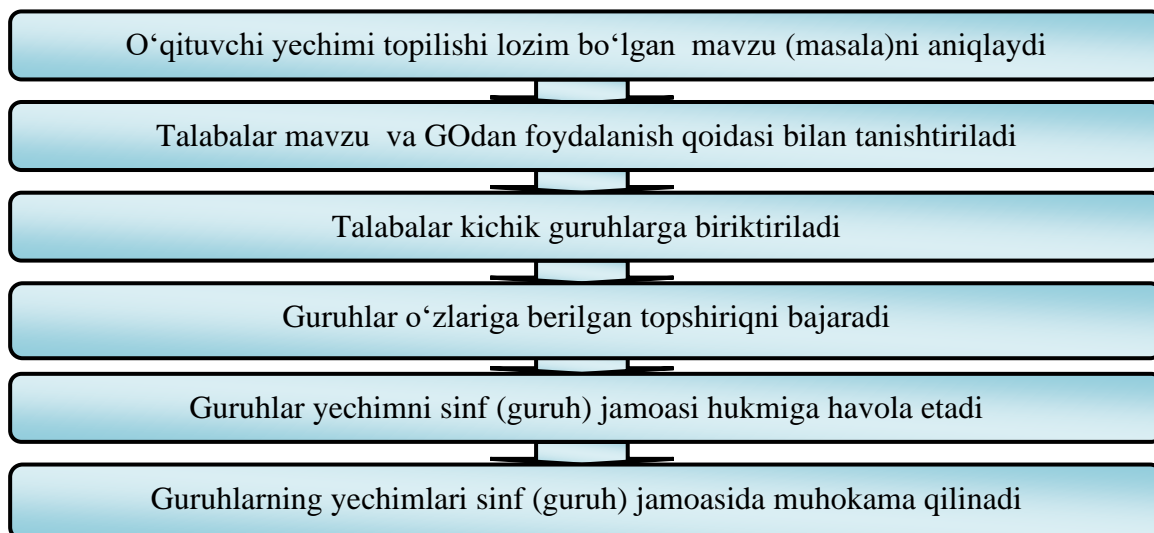 O‘qituvchi yechimi topilishi lozim bo‘lgan  mavzu (masala)ni aniqlaydi
Talabalar mavzu  va GOdan foydalanish qoidasi bilan tanishtiriladi
Talabalar kichik guruhlarga biriktiriladi
Guruhlar o‘zlariga berilgan topshiriqni bajaradi
Guruhlar yechimni sinf (guruh) jamoasi hukmiga havola etadi
Guruhlarning yechimlari sinf (guruh) jamoasida muhokama qilinadi